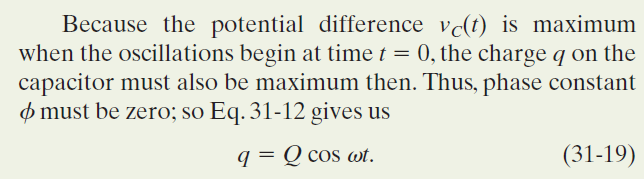 Because the potential difference v_C(t) is maximum
when the oscillations begin at time t = 0, the charge q on the
capacitor must also be maximum then. Thus, phase constant
ϕ must be zero; so Eq. 31-12 gives us
q = Q cos ωt. (31-19)